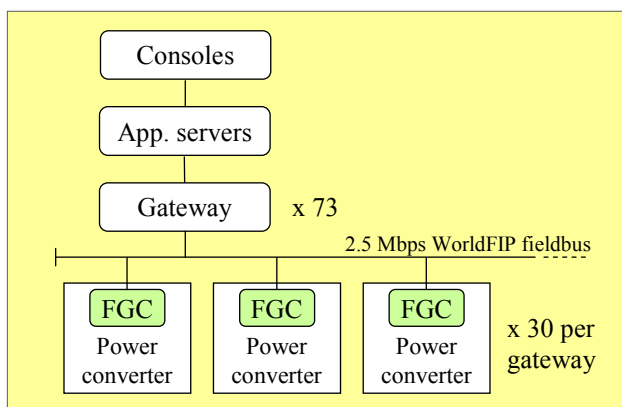 Consoles
App. servers
Gateway
x 73
2.5 Mbps WorldFIP fieldbus
FGC
FGC
FGC
Power
converter
Power
converter
Power
converter
x 30 per
gateway